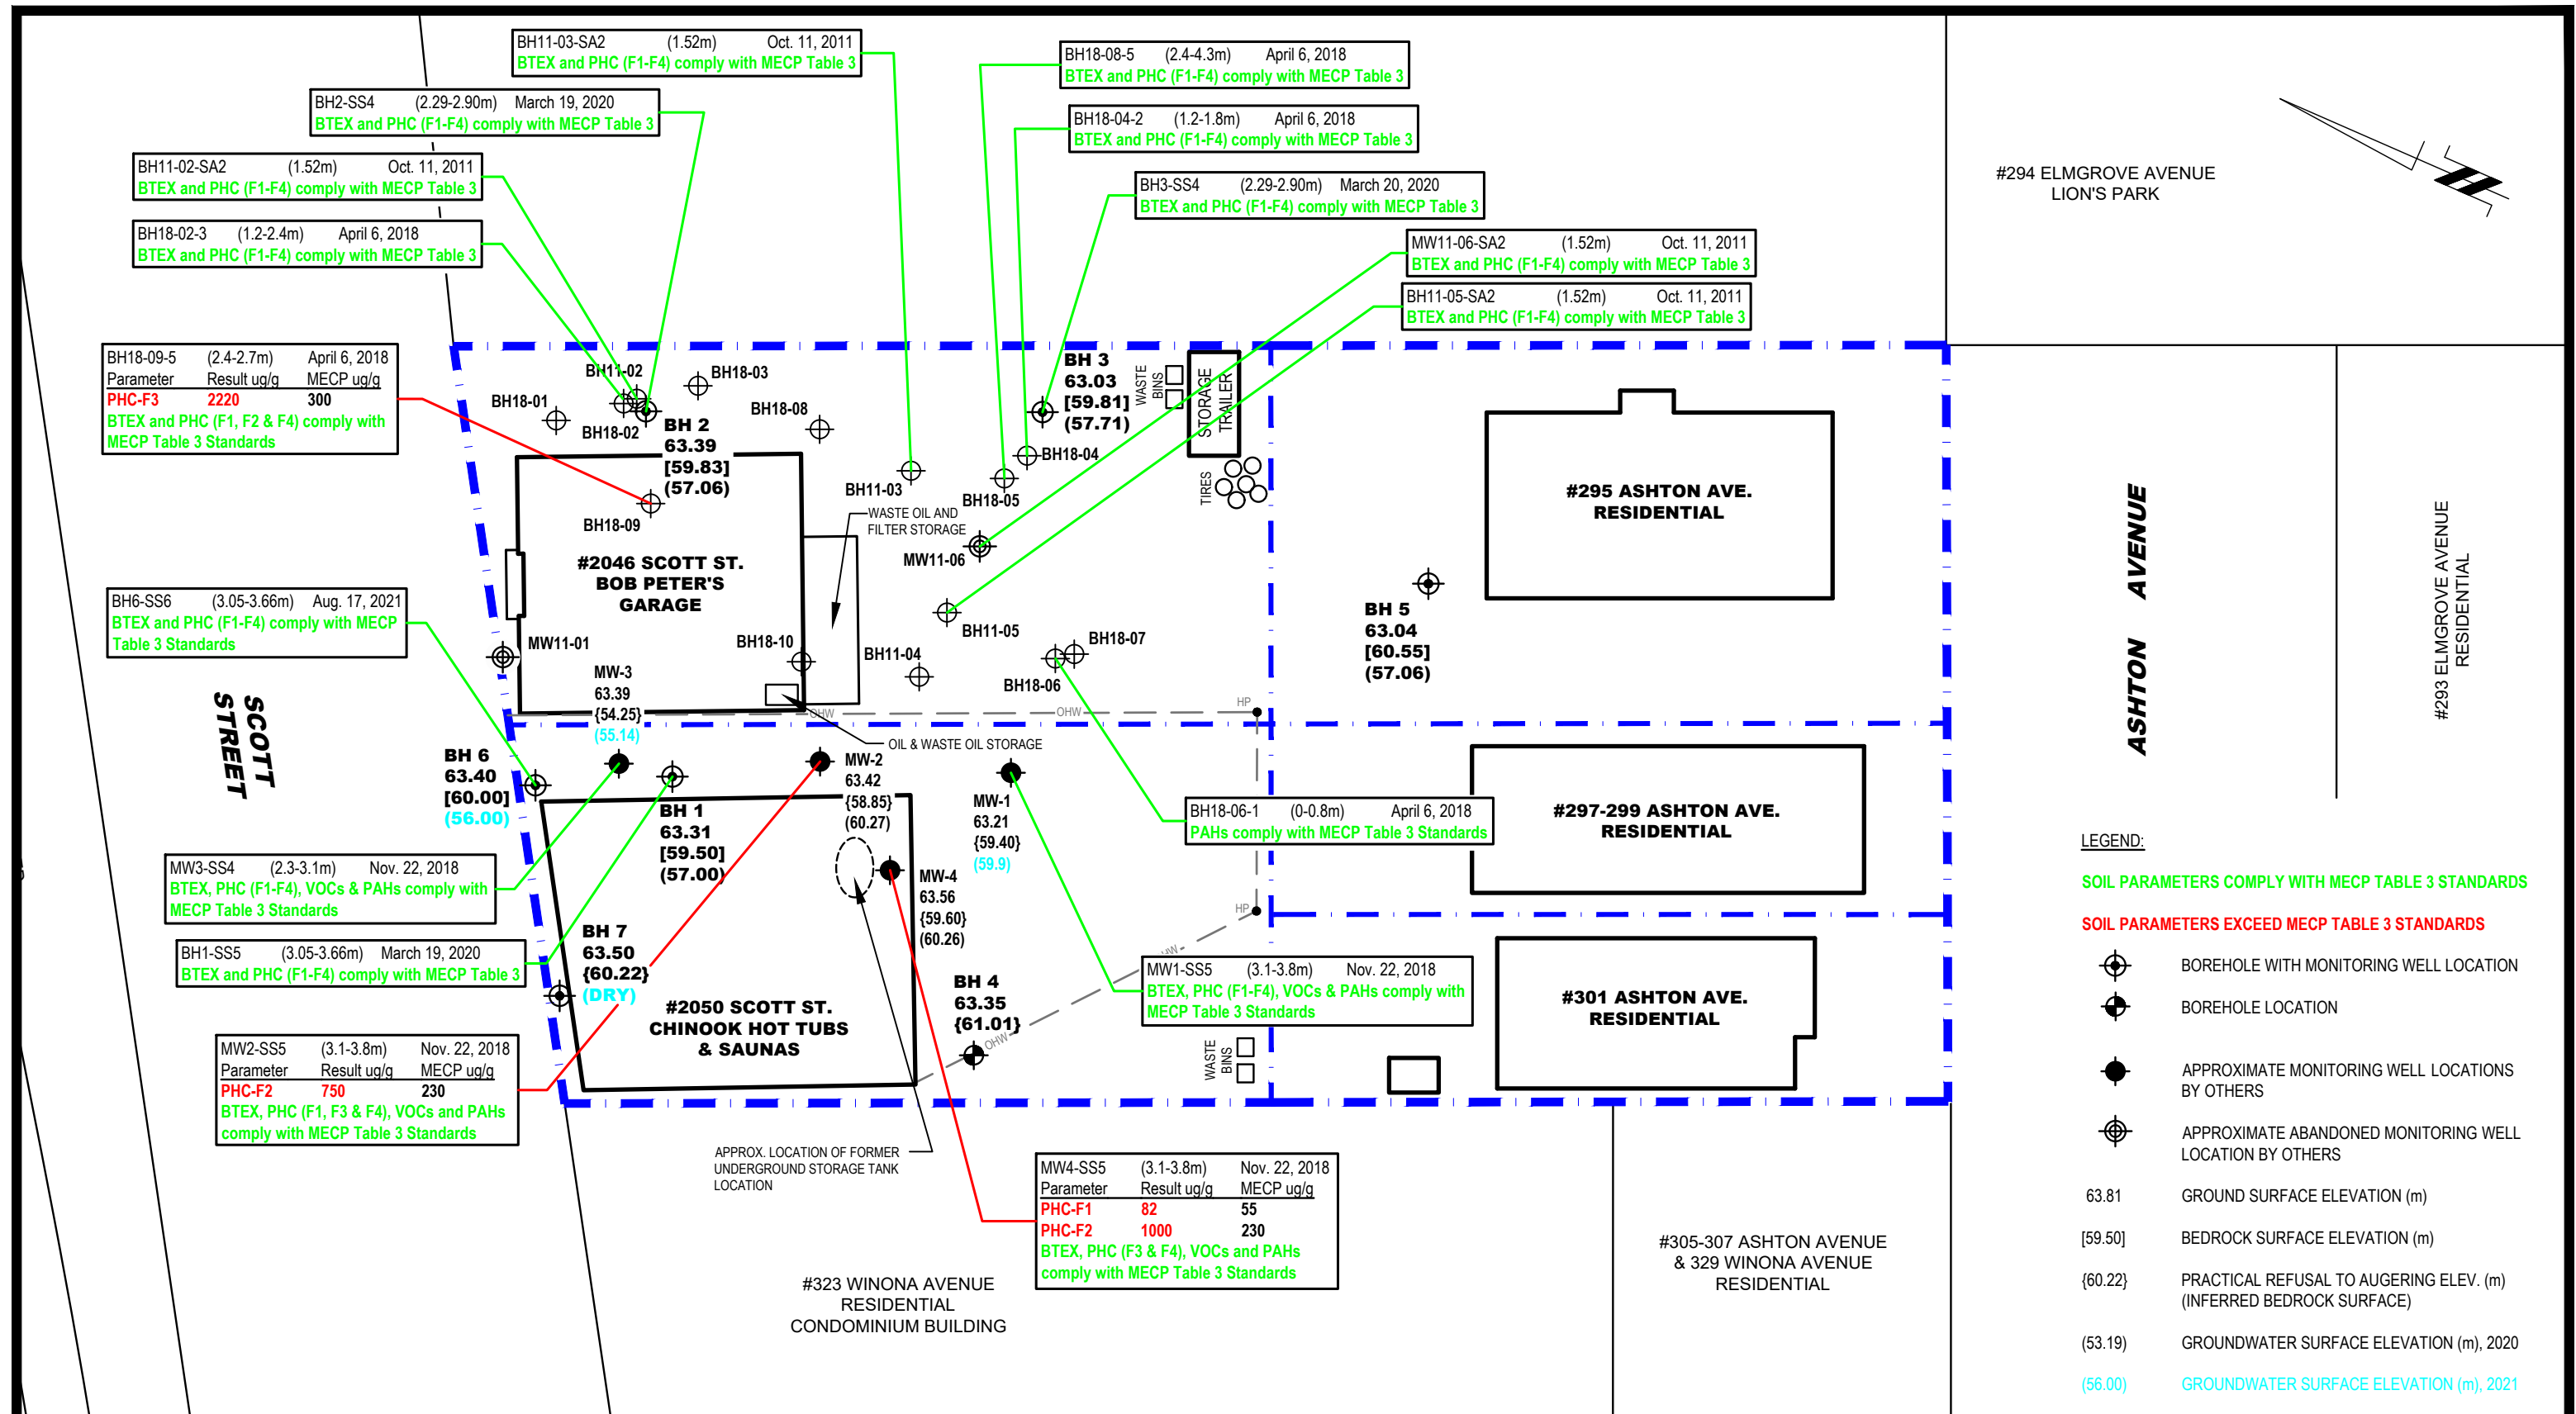 BH11-03-SA2 (1.52m) Oct. 11, 2011
BTEX and PHC (F1-F4) comply with MECP Table 3
BH18-08-5 (2.4-4.3m) April 6, 2018
BTEX and PHC (F1-F4) comply with MECP Table 3
BH2-SS4 (2.29-2.90m) March 19, 2020
BTEX and PHC (F1-F4) comply with MECP Table 3
BH18-04-2 (1.2-1.8m) April 6, 2018
BTEX and PHC (F1-F4) comply with MECP Table 3
BH11-02-SA2 (1.52m) Oct. 11, 2011
BTEX and PHC (F1-F4) comply with MECP Table 3
BH3-SS4 (2.29-2.90m) March 20, 2020
BTEX and PHC (F1-F4) comply with MECP Table 3
BH18-02-3 (1.2-2.4m) April 6, 2018
BTEX and PHC (F1-F4) comply with MECP Table 3
MW11-06-SA2 (1.52m) Oct. 11, 2011
BTEX and PHC (F1-F4) comply with MECP Table 3
BH11-05-SA2 (1.52m) Oct. 11, 2011
BTEX and PHC (F1-F4) comply with MECP Table 3
#294 ELMGROVE AVENUE
LION'S PARK
BH18-09-5 (2.4-2.7m) April 6, 2018
Parameter Result ug/g MECP ug/g
PHC-F3 2220 300
BTEX and PHC (F1, F2 & F4) comply with
MECP Table 3 Standards
BH11-02
BH18-03
BH18-01
BH18-02
BH18-08
BH 2
63.39
[59.83]
(57.06)
BH 3
63.03
[59.81]
(57.71)
WASTE
BINS
STORAGE
TRAILER
TIRES
BH18-04
BH18-05
BH11-03
BH18-09
WASTE OIL AND
FILTER STORAGE
MW11-06
#2046 SCOTT ST.
BOB PETER'S
GARAGE
#295 ASHTON AVE.
RESIDENTIAL
ASHTON AVENUE
#293 ELMGROVE AVENUE
RESIDENTIAL
BH 5
63.04
[60.55]
(57.06)
BH6-SS6 (3.05-3.66m) Aug. 17, 2021
BTEX and PHC (F1-F4) comply with MECP
Table 3 Standards
MW11-01
BH18-10
BH11-04
BH11-05
BH18-07
BH18-06
MW-3
63.39
{54.25}
(55.14)
OHW
OHW
HP
SCOTT
STREET
OIL & WASTE OIL STORAGE
BH 6
63.40
[60.00]
(56.00)
BH 1
63.31
[59.50]
(57.00)
MW-2
63.42
{58.85}
(60.27)
MW-1
63.21
{59.40}
(59.9)
BH18-06-1 (0-0.8m) April 6, 2018
PAHs comply with MECP Table 3 Standards
#297-299 ASHTON AVE.
RESIDENTIAL
MW3-SS4 (2.3-3.1m) Nov. 22, 2018
BTEX, PHC (F1-F4), VOCs & PAHs comply with
MECP Table 3 Standards
MW-4
63.56
{59.60}
(60.26)
HP
BH1-SS5 (3.05-3.66m) March 19, 2020
BTEX and PHC (F1-F4) comply with MECP Table 3
BH 7
63.50
{60.22}
(DRY)
BH 4
63.35
{61.01}
OHW
MW1-SS5 (3.1-3.8m) Nov. 22, 2018
BTEX, PHC (F1-F4), VOCs & PAHs comply with
MECP Table 3 Standards
#2050 SCOTT ST.
CHINOOK HOT TUBS
& SAUNAS
#301 ASHTON AVE.
RESIDENTIAL
WASTE
BINS
MW2-SS5 (3.1-3.8m) Nov. 22, 2018
Parameter Result ug/g MECP ug/g
PHC-F2 750 230
BTEX, PHC (F1, F3 & F4), VOCs and PAHs
comply with MECP Table 3 Standards
APPROX. LOCATION OF FORMER
UNDERGROUND STORAGE TANK
LOCATION
MW4-SS5 (3.1-3.8m) Nov. 22, 2018
Parameter Result ug/g MECP ug/g
PHC-F1 82 55
PHC-F2 1000 230
BTEX, PHC (F3 & F4), VOCs and PAHs
comply with MECP Table 3 Standards
#323 WINONA AVENUE
RESIDENTIAL
CONDOMINIUM BUILDING
#305-307 ASHTON AVENUE
& 329 WINONA AVENUE
RESIDENTIAL
LEGEND:
SOIL PARAMETERS COMPLY WITH MECP TABLE 3 STANDARDS
SOIL PARAMETERS EXCEED MECP TABLE 3 STANDARDS
BOREHOLE WITH MONITORING WELL LOCATION
BOREHOLE LOCATION
APPROXIMATE MONITORING WELL LOCATIONS
BY OTHERS
APPROXIMATE ABANDONED MONITORING WELL
LOCATION BY OTHERS
63.81 GROUND SURFACE ELEVATION (m)
[59.50] BEDROCK SURFACE ELEVATION (m)
{60.22} PRACTICAL REFUSAL TO AUGERING ELEV. (m)
(INFERRED BEDROCK SURFACE)
(53.19) GROUNDWATER SURFACE ELEVATION (m), 2020
(56.00) GROUNDWATER SURFACE ELEVATION (m), 2021